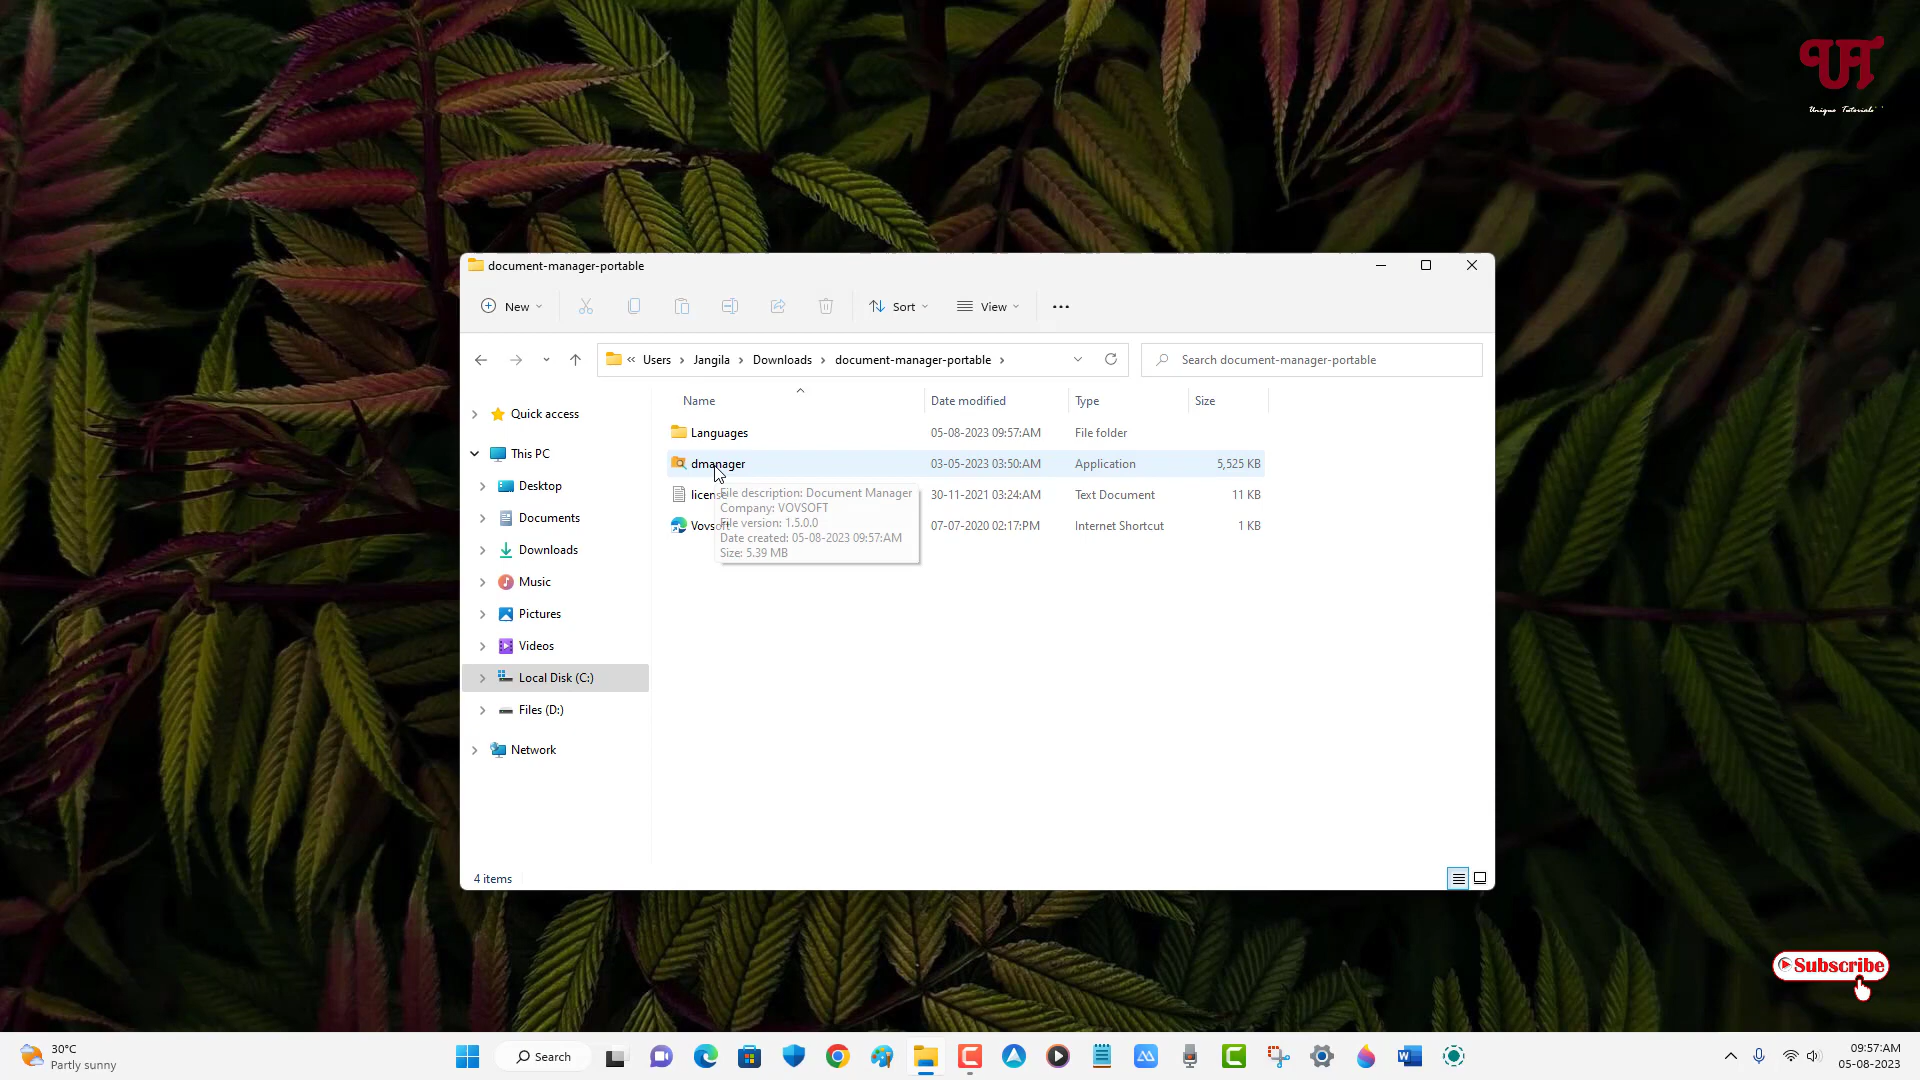 UT
Unique Tutorials
document-manager-portable
New
Sort
View
« Users > Jangila > Downloads > document-manager-portable >
Search document-manager-portable
Name
Date modified
Type
Size
Quick access
This PC
Desktop
Documents
Downloads
Music
Pictures
Videos
Local Disk (C:)
Files (D:)
Network
Languages 05-08-2023 09:57:AM File folder
dmanager 03-05-2023 03:50:AM Application 5,525 KB
licen 30-11-2021 03:24:AM Text Document 11 KB
Vovs 07-07-2020 02:17:PM Internet Shortcut 1 KB
File description: Document Manager
Company: VOVSOFT
File version: 1.5.0.0
Date created: 05-08-2023 09:57:AM
Size: 5.39 MB
4 items
Subscribe
30°C
Partly sunny
Search
09:57:AM
05-08-2023